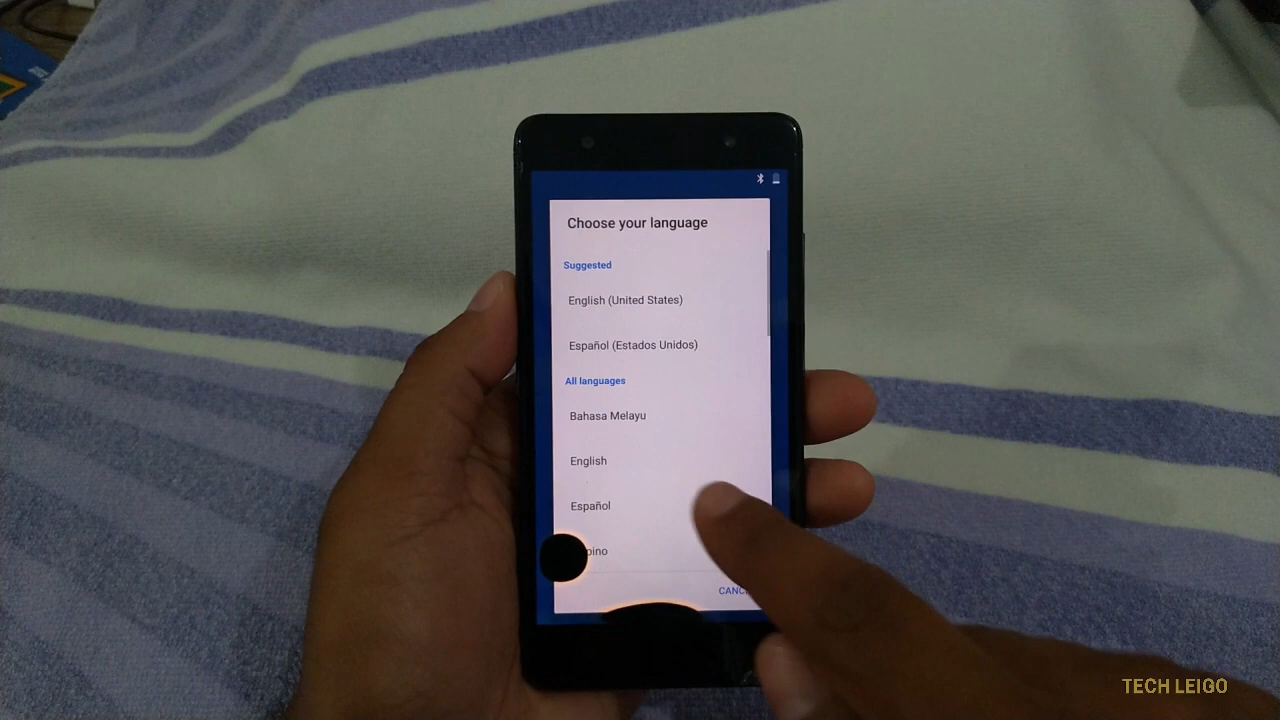 Choose your language
Suggested
English (United States)
Español (Estados Unidos)
All languages
Bahasa Melayu
English
Español
TECH LEIGO